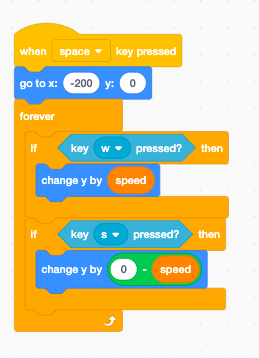 when space key pressed
go to x: -200 y: 0
forever
if key w pressed? then
change y by speed
if key s pressed? then
change y by 0 - speed